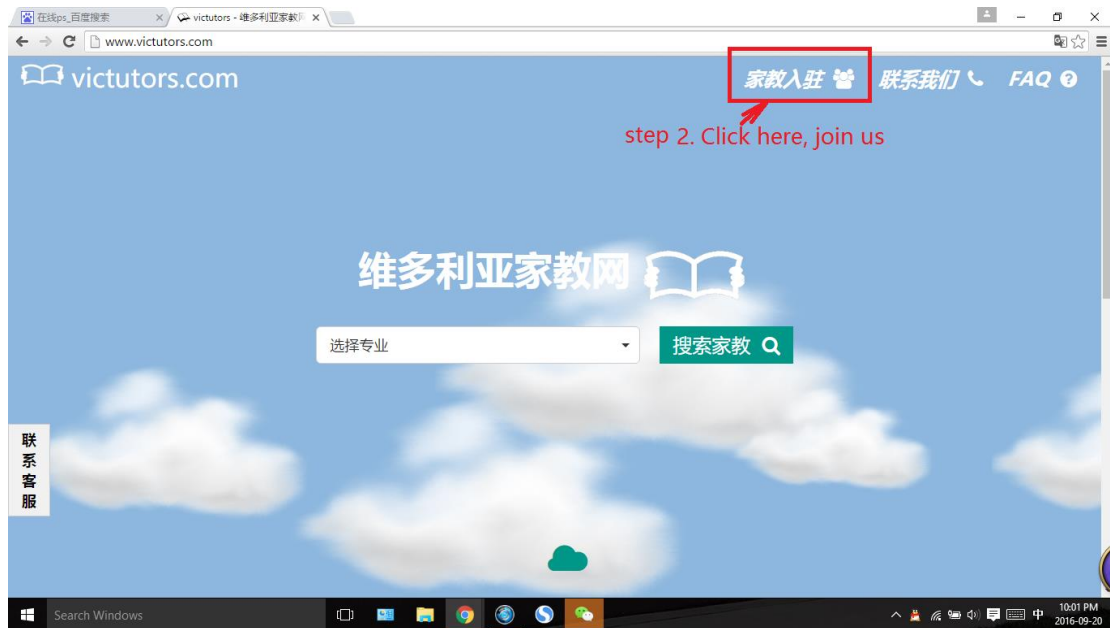 在线ps_百度搜索
victutors - 维多利亚家教
www.victutors.com
victutors.com
家教入驻
联系我们
FAQ
step 2. Click here, join us
维多利亚家教网
选择专业
搜索家教
联
系
客
服
Search Windows
中
10:01 PM
2016-09-20